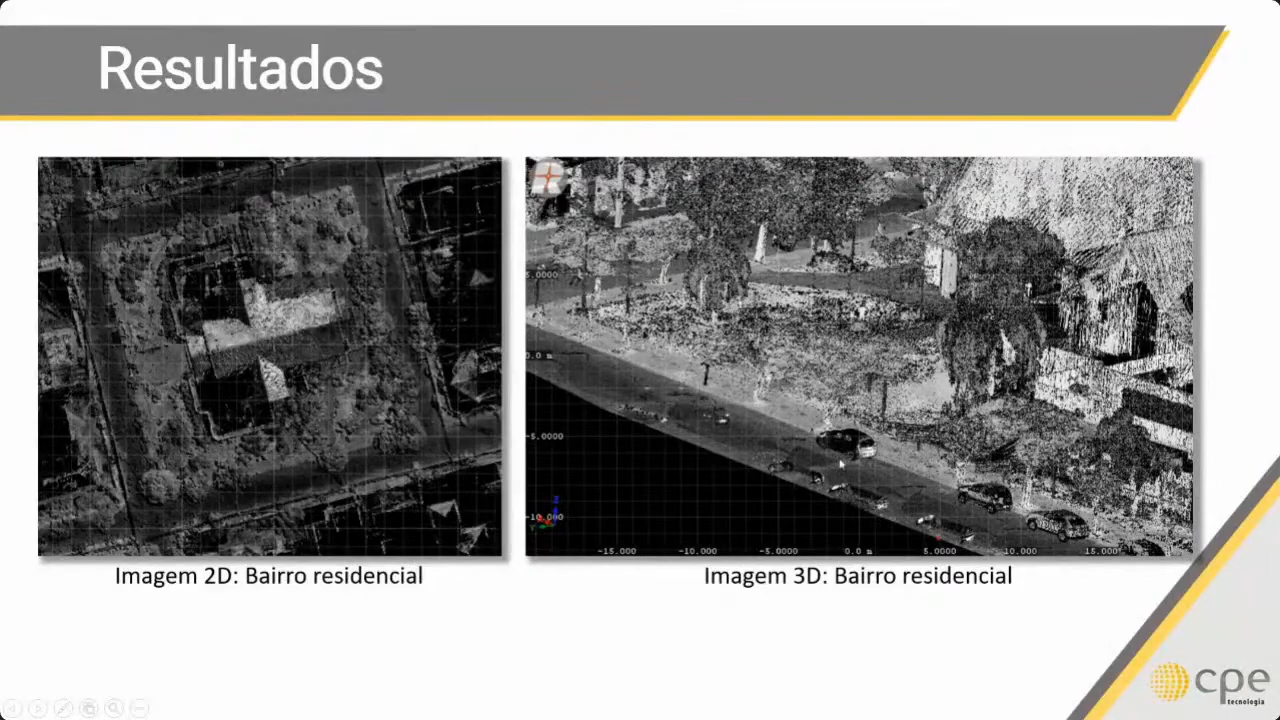 Resultados
5.0000
0.0 m
-5.0000
-10.000
Z
-15.000 -10.000 -5.0000 0.0 m 5.0000 10.000 15.000
Imagem 2D: Bairro residencial
Imagem 3D: Bairro residencial
cpe
tecnologia